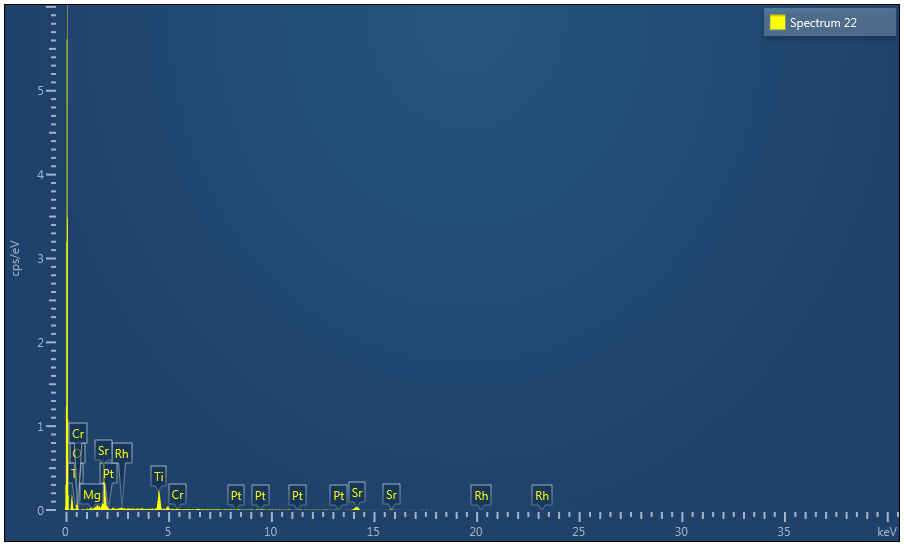 Spectrum 22
5
4
3
2
1
0
cps/eV
Cr
O
T
Mg
Sr
Pt
Rh
Ti
Cr
Pt
Pt
Pt
Pt
Sr
Sr
Rh
Rh
0 5 10 15 20 25 30 35 keV